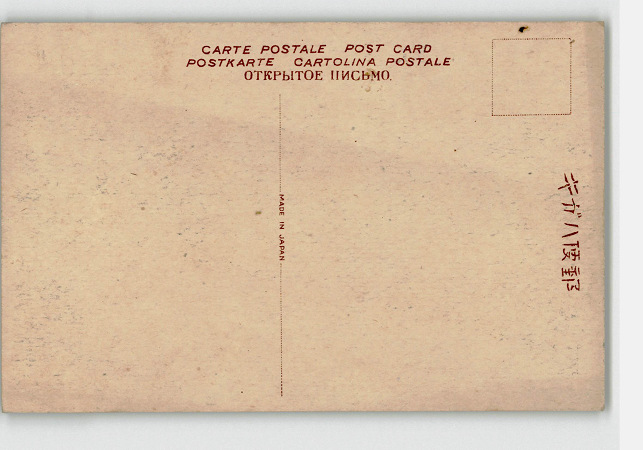 CARTE POSTALE POST CARD
POSTKARTE CARTOLINA POSTALE
ОТКРЫТОЕ ПИСЬМО.
MADE IN JAPAN
郵便ハガキ